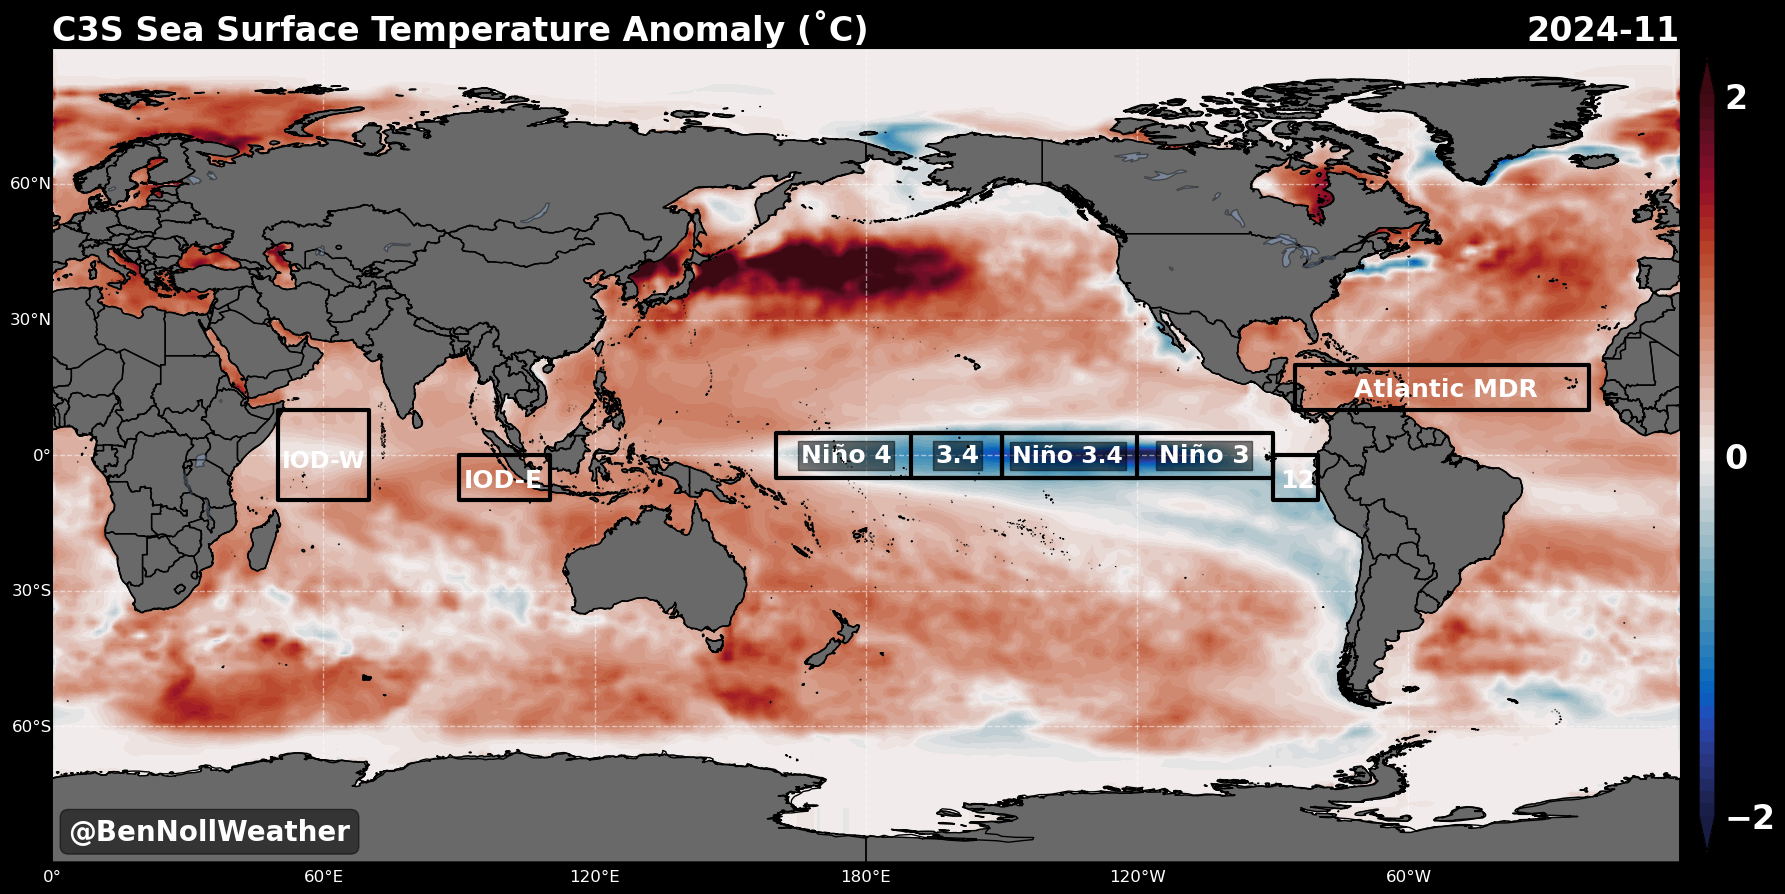 C3S Sea Surface Temperature Anomaly (˚C)
2024-11
2
0
−2
60°N
30°N
0°
30°S
60°S
Atlantic MDR
Niño 4
3.4
Niño 3.4
Niño 3
12
IOD-W
IOD-E
@BenNollWeather
0°
60°E
120°E
180°E
120°W
60°W